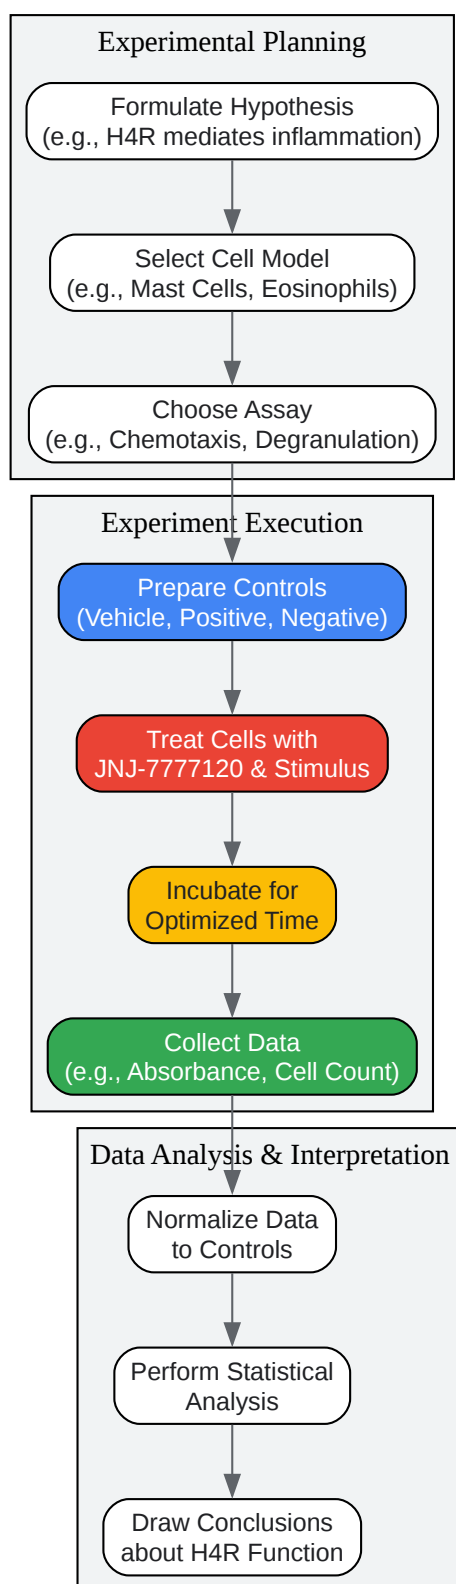 Experimental Planning
Formulate Hypothesis
(e.g., H4R mediates inflammation)
Select Cell Model
(e.g., Mast Cells, Eosinophils)
Choose Assay
(e.g., Chemotaxis, Degranulation)
Experiment Execution
Prepare Controls
(Vehicle, Positive, Negative)
Treat Cells with
JNJ-7777120 & Stimulus
Incubate for
Optimized Time
Collect Data
(e.g., Absorbance, Cell Count)
Data Analysis & Interpretation
Normalize Data
to Controls
Perform Statistical
Analysis
Draw Conclusions
about H4R Function